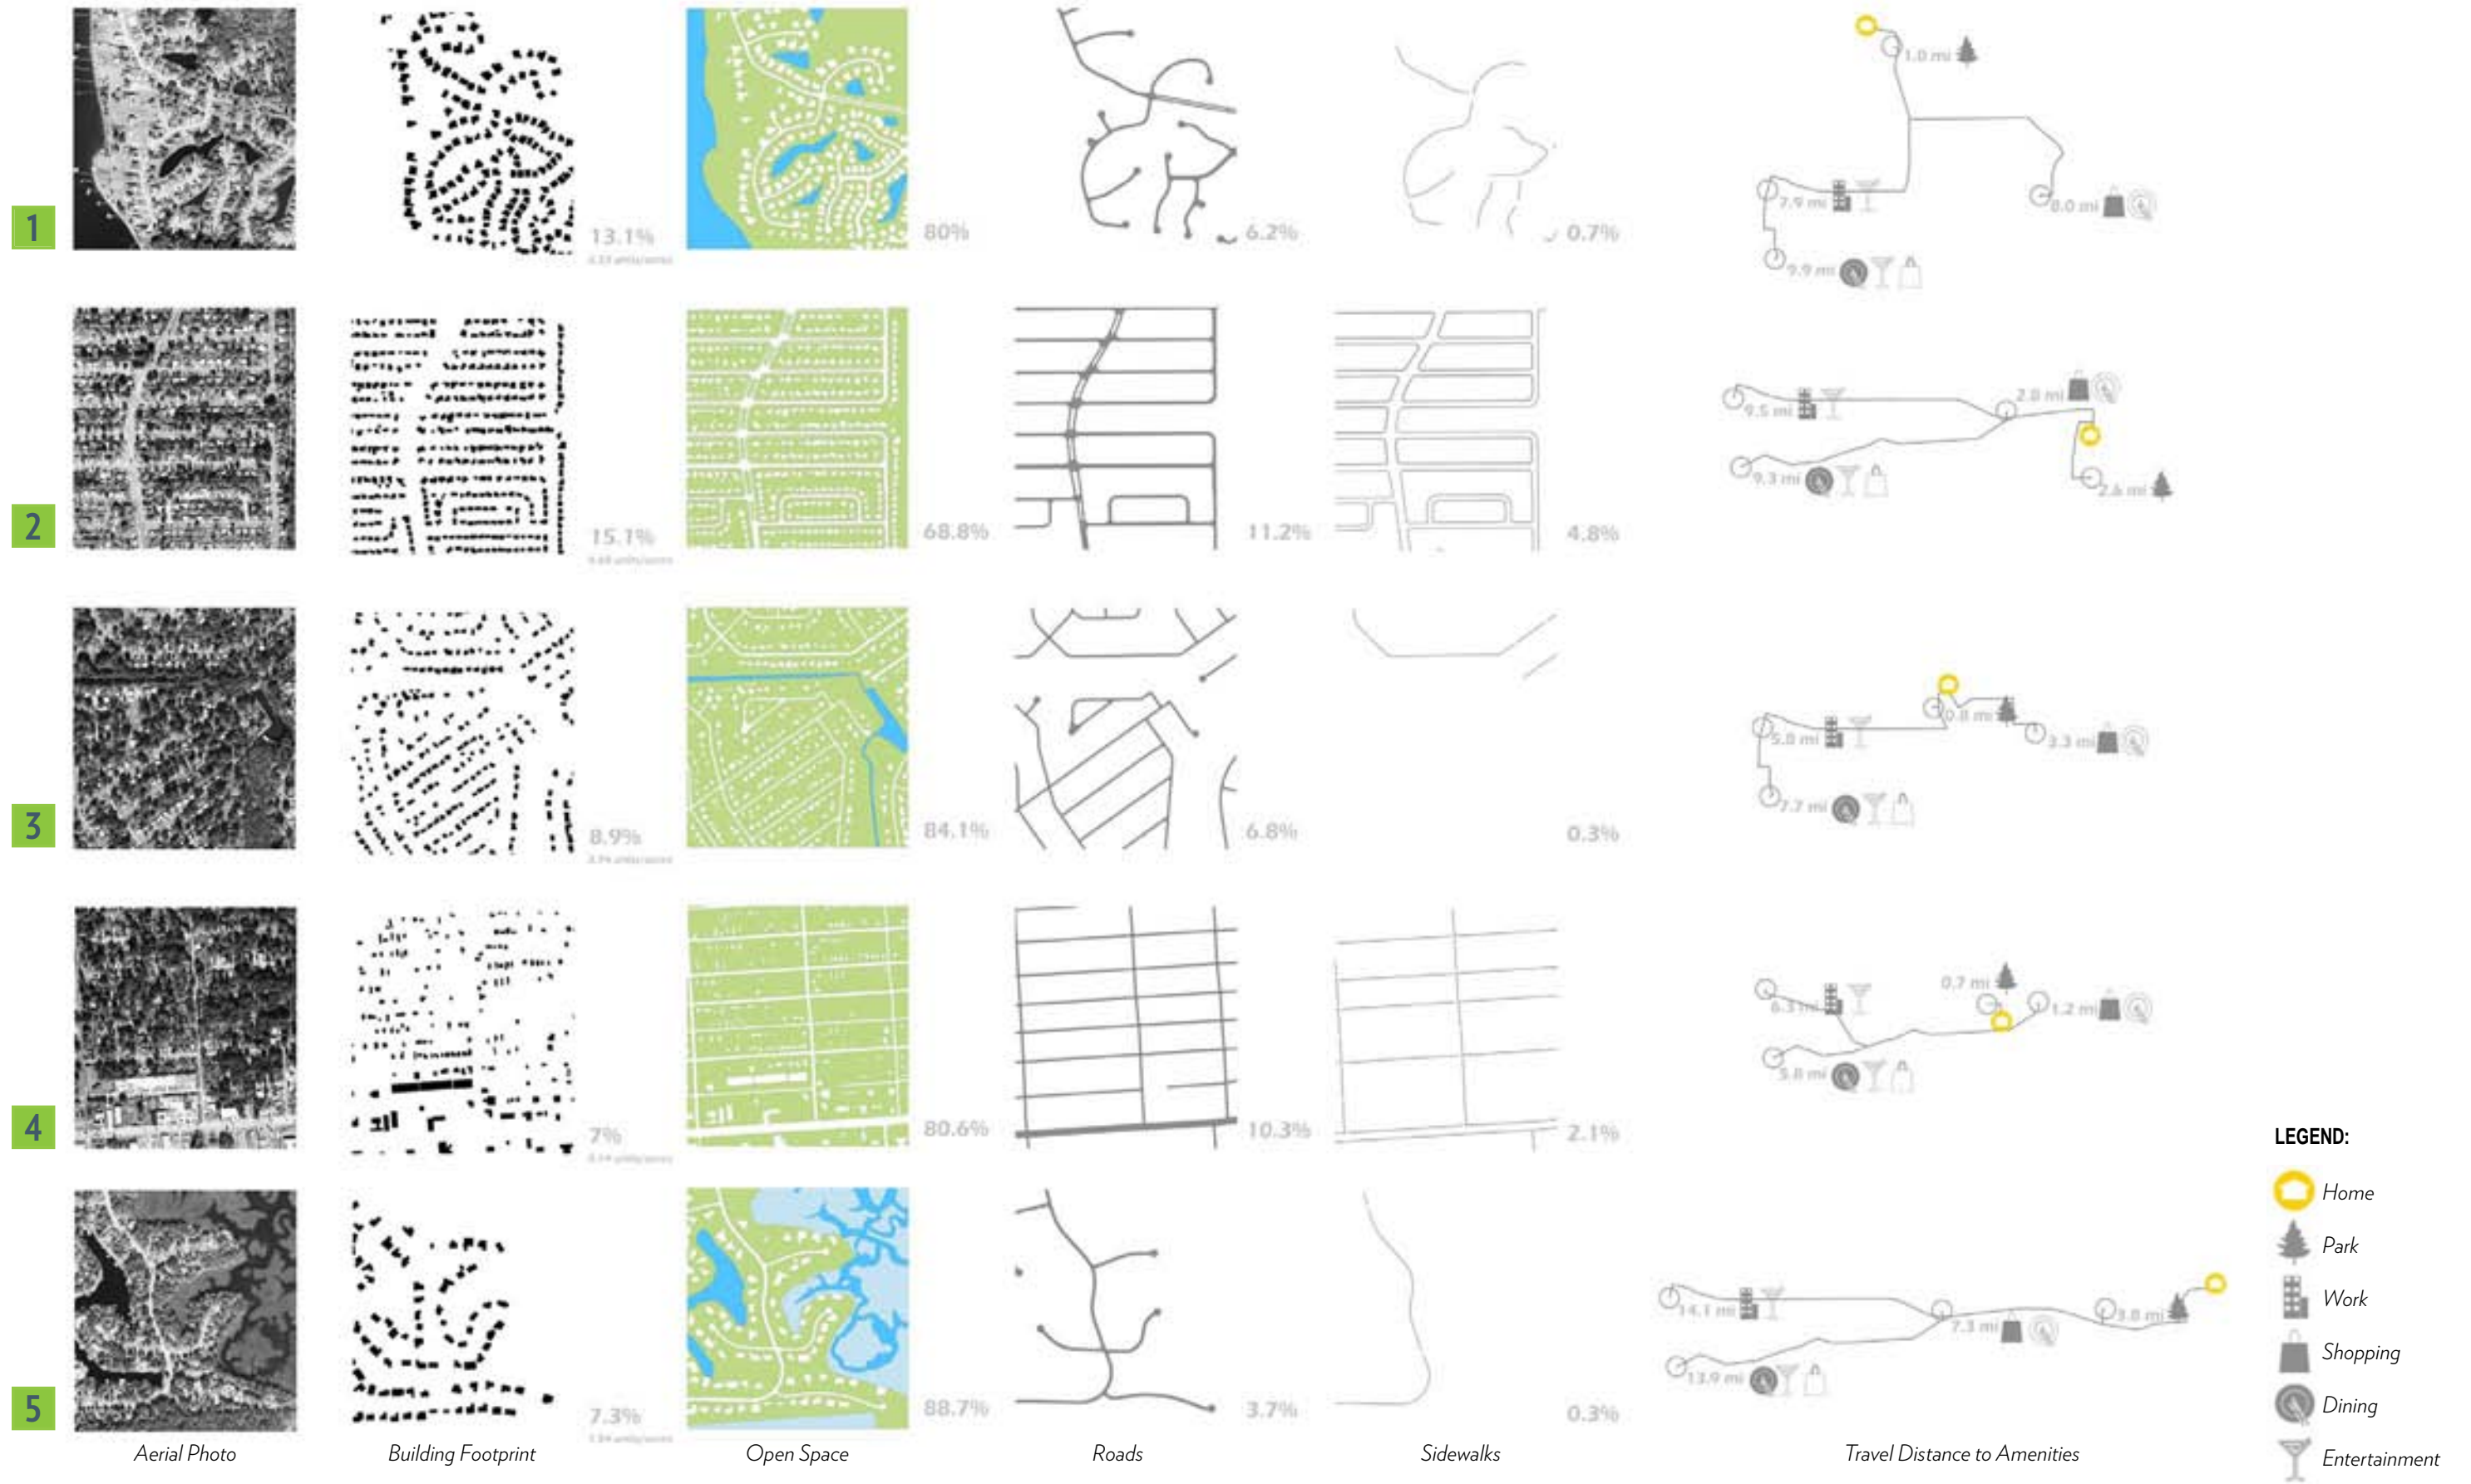 1
13.1%
80%
6.2%
0.7%
1.0 mi
7.9 mi
8.0 mi
9.9 mi
2
15.1%
68.8%
11.2%
4.8%
9.5 mi
2.8 mi
9.3 mi
2.6 mi
3
8.9%
84.1%
6.8%
0.3%
0.8 mi
5.8 mi
3.3 mi
7.7 mi
4
7%
80.6%
10.3%
2.1%
0.7 mi
6.3 mi
1.2 mi
5.8 mi
5
7.3%
88.7%
3.7%
0.3%
14.1 mi
7.3 mi
3.8 mi
13.9 mi
Aerial Photo
Building Footprint
Open Space
Roads
Sidewalks
Travel Distance to Amenities
LEGEND:
Home
Park
Work
Shopping
Dining
Entertainment